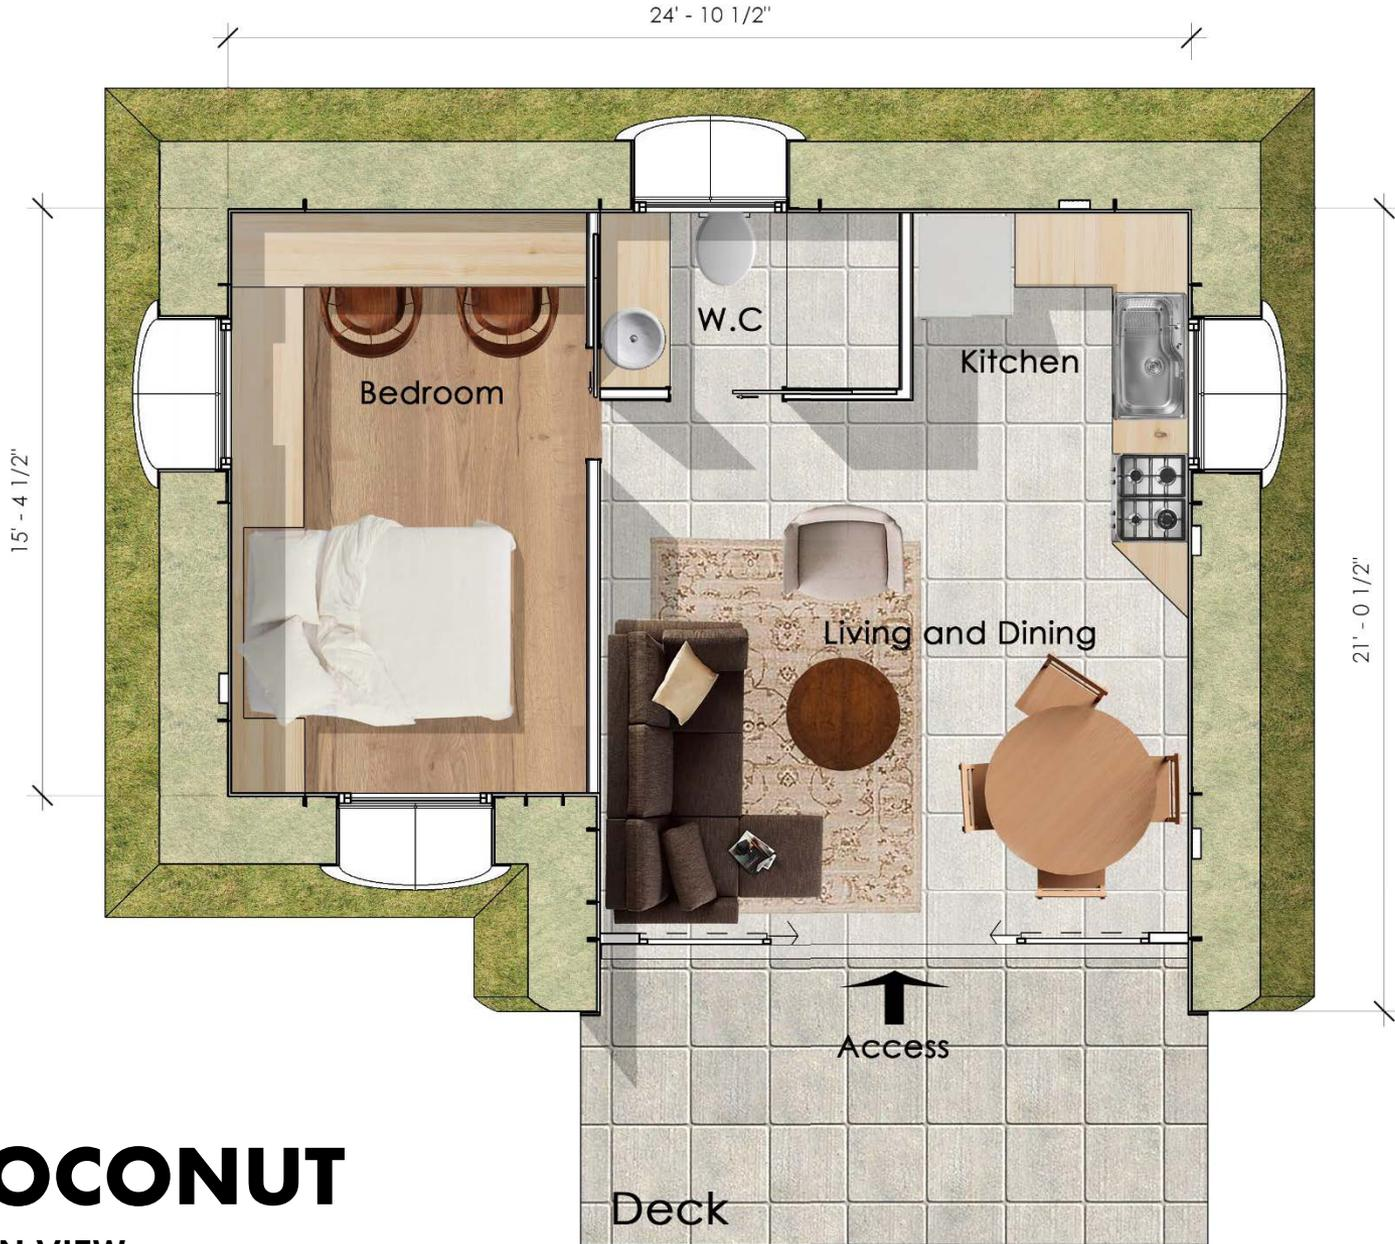 24' - 10 1/2"
W.C
Kitchen
Bedroom
15' - 4 1/2"
21' - 0 1/2"
Living and Dining
Access
OCONUT
Deck
N VIEW